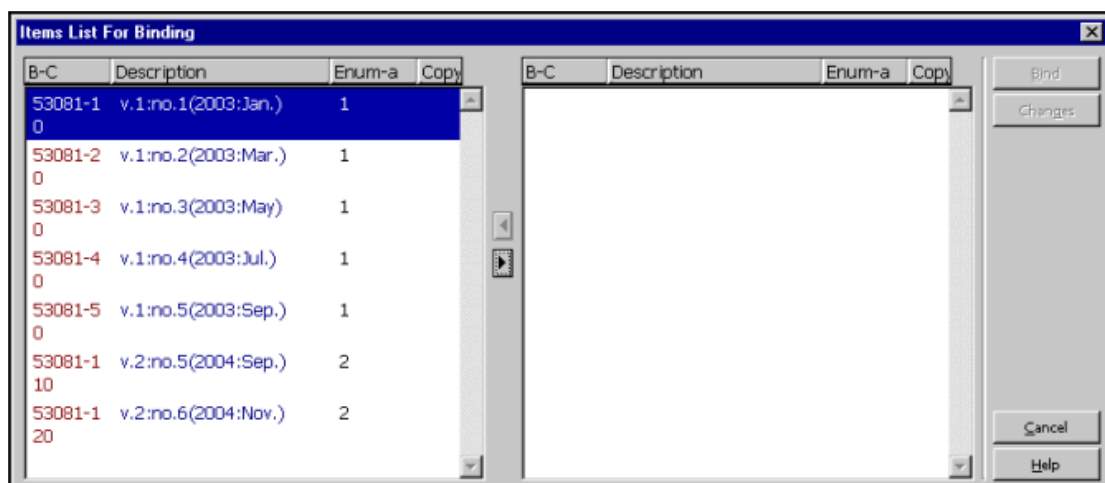 Items List For Binding
B-C Description Enum-a Copy B-C Description Enum-a Copy Bind
53081-1 v.1:no.1(2003:Jan.) 1 Changes
0
53081-2 v.1:no.2(2003:Mar.) 1
0
53081-3 v.1:no.3(2003:May) 1
0
53081-4 v.1:no.4(2003:Jul.) 1
0
53081-5 v.1:no.5(2003:Sep.) 1
0
53081-1 v.2:no.5(2004:Sep.) 2
10
53081-1 v.2:no.6(2004:Nov.) 2
20
Cancel
Help